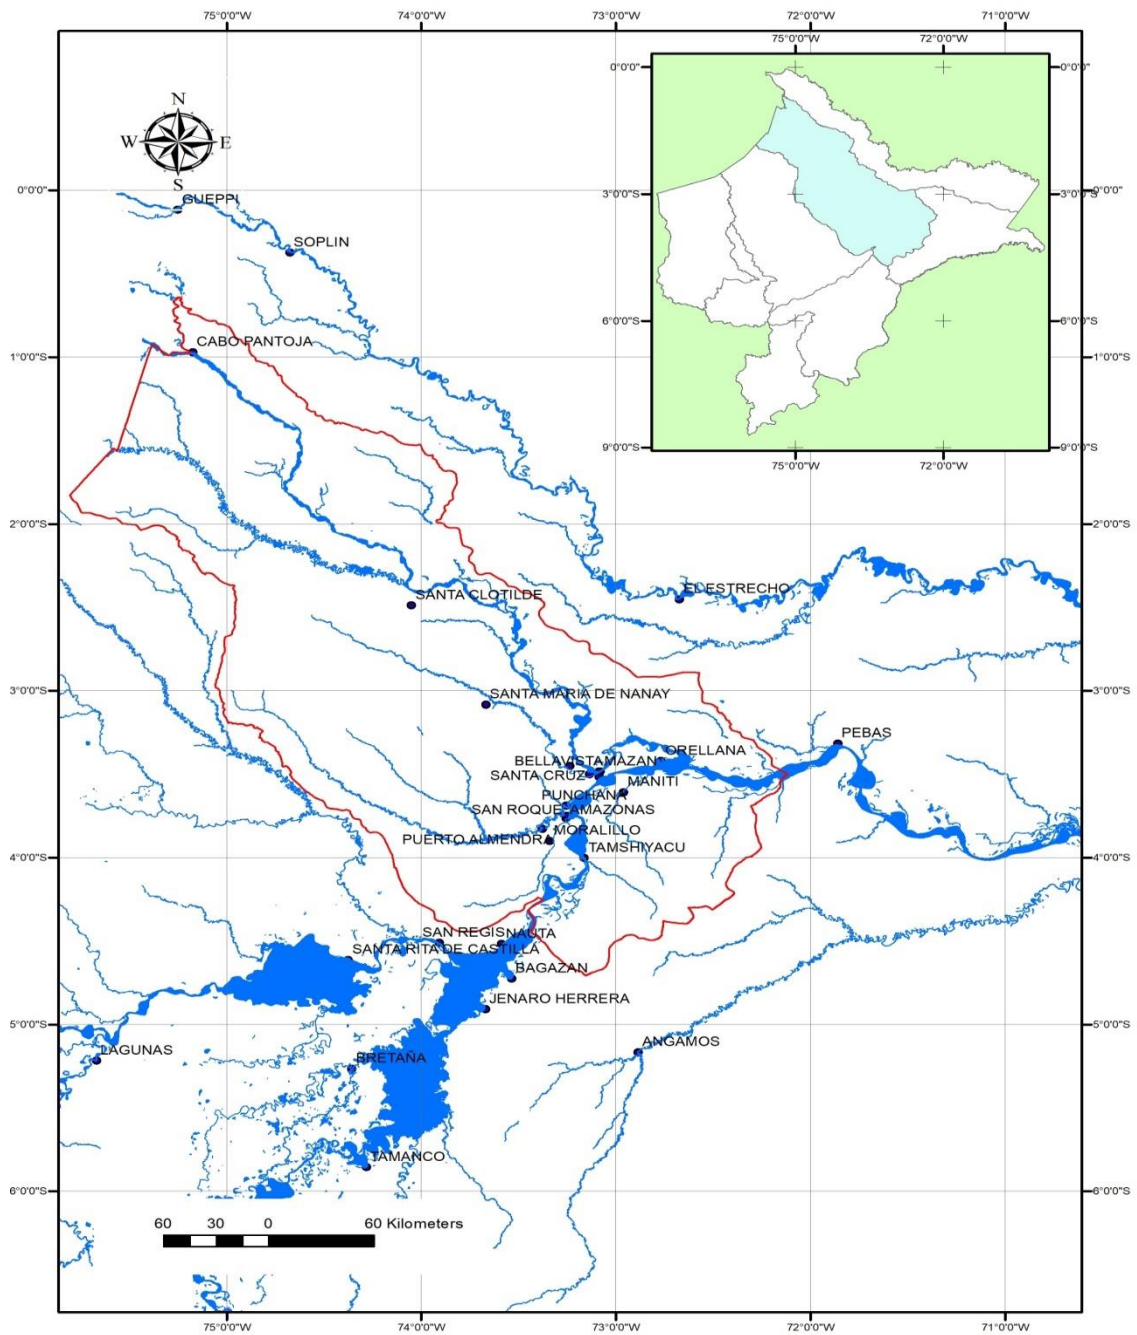 75°0'0"W 74°0'0"W 73°0'0"W 72°0'0"W 71°0'0"W
75°0'0"W 72°0'0"W
0°0'0" 0°0'0"
N
W E
S
3°0'0"S 3°0'0"S
0°0'0" 0°0'0"
GUEPPI
SOPLIN
6°0'0"S 6°0'0"S
CABO PANTOJA
1°0'0"S 1°0'0"S
9°0'0"S 9°0'0"S
75°0'0"W 72°0'0"W
2°0'0"S 2°0'0"S
EL ESTRECHO
SANTA CLOTILDE
3°0'0"S 3°0'0"S
SANTA MARIA DE NANAY
PEBAS
ORELLANA
BELLAVISTA MAZAN
SANTA CRUZ
MANITI
PUNCHANA
SAN ROQUE-AMAZONAS
MORALILLO
PUERTO ALMENDRA
TAMSHIYACU
4°0'0"S 4°0'0"S
SAN REGIS NAUTA
SANTA RITA DE CASTILLA
BAGAZAN
JENARO HERRERA
5°0'0"S 5°0'0"S
ANGAMOS
LAGUNAS
BRETAÑA
TAMANCO
6°0'0"S 6°0'0"S
60 30 0 60 Kilometers
75°0'0"W 74°0'0"W 73°0'0"W 72°0'0"W 71°0'0"W